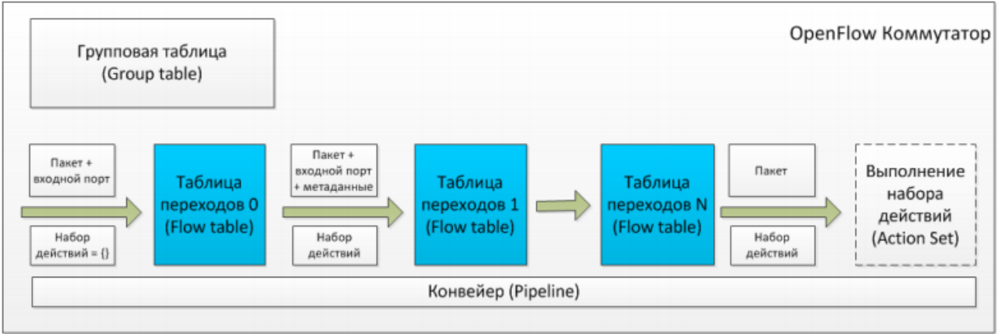 OpenFlow Коммутатор
Групповая таблица
(Group table)
Пакет +
входной порт
Набор
действий = {}
Таблица
переходов 0
(Flow table)
Пакет +
входной порт
+ метаданные
Набор
действий
Таблица
переходов 1
(Flow table)
Таблица
переходов N
(Flow table)
Пакет
Набор
действий
Выполнение
набора
действий
(Action Set)
Конвейер (Pipeline)